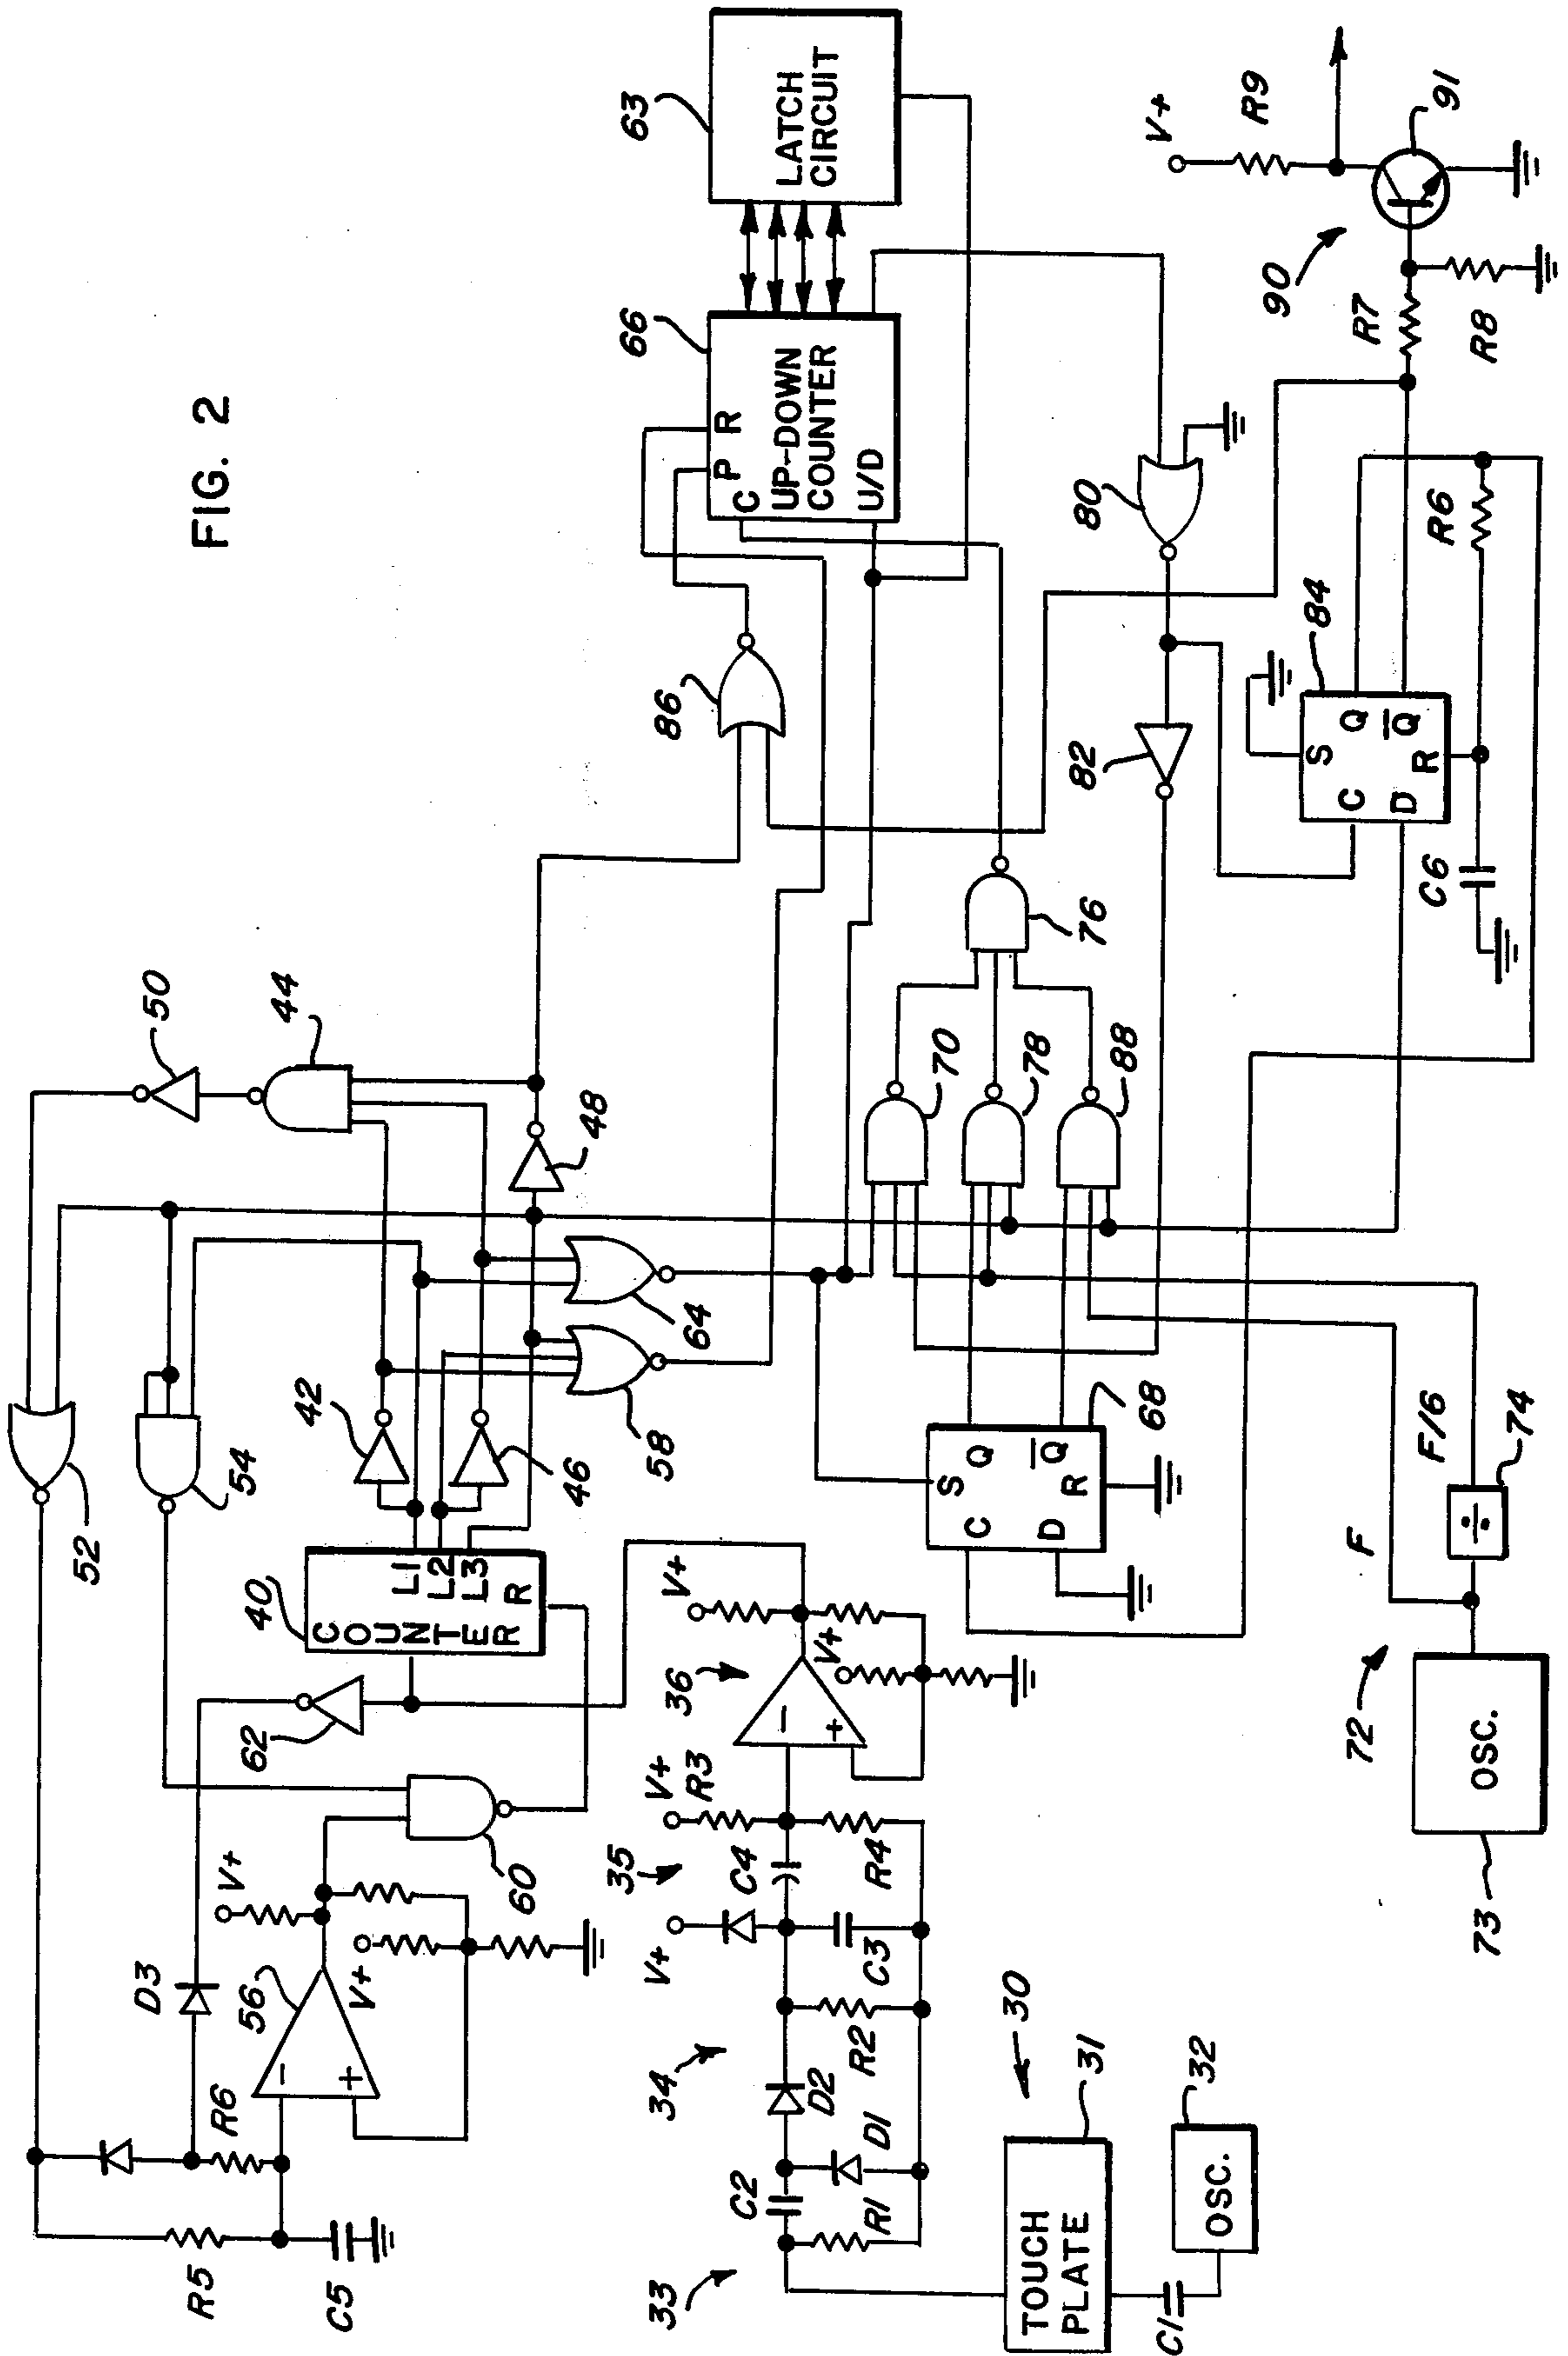 FIG. 2
52
54
50
44
42
46
48
58
64
40
COUNTER
L1
L2
L3
R
62
60
D3
V+
56
V+
-
+
R6
R5
C5
63
LATCH
CIRCUIT
66
P
R
C
UP-DOWN
COUNTER
U/D
86
36
V+
V+
-
+
35
V+
R3
V+
C4
R4
C3
34
D2
R2
D1
C2
R1
33
30
31
TOUCH
PLATE
C1
32
OSC.
68
S
C
Q
D
Q
R
70
78
88
76
80
82
84
S
C
Q
D
Q
R
C6
R6
90
R7
R8
V+
R9
91
72
73
OSC.
F
F/6
74
÷